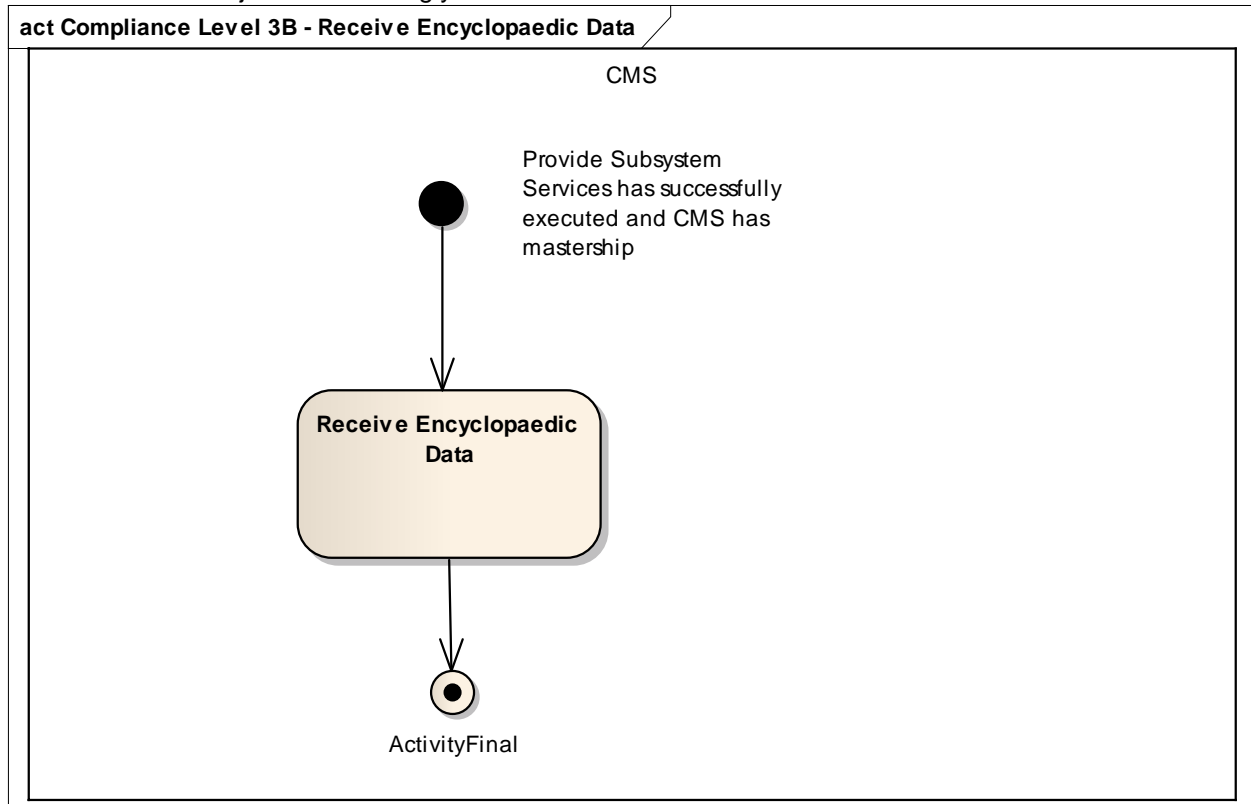 act Compliance Level 3B - Receive Encyclopaedic Data
CMS
Provide Subsystem
Services has successfully
executed and CMS has
mastership
Receive Encyclopaedic
Data
ActivityFinal